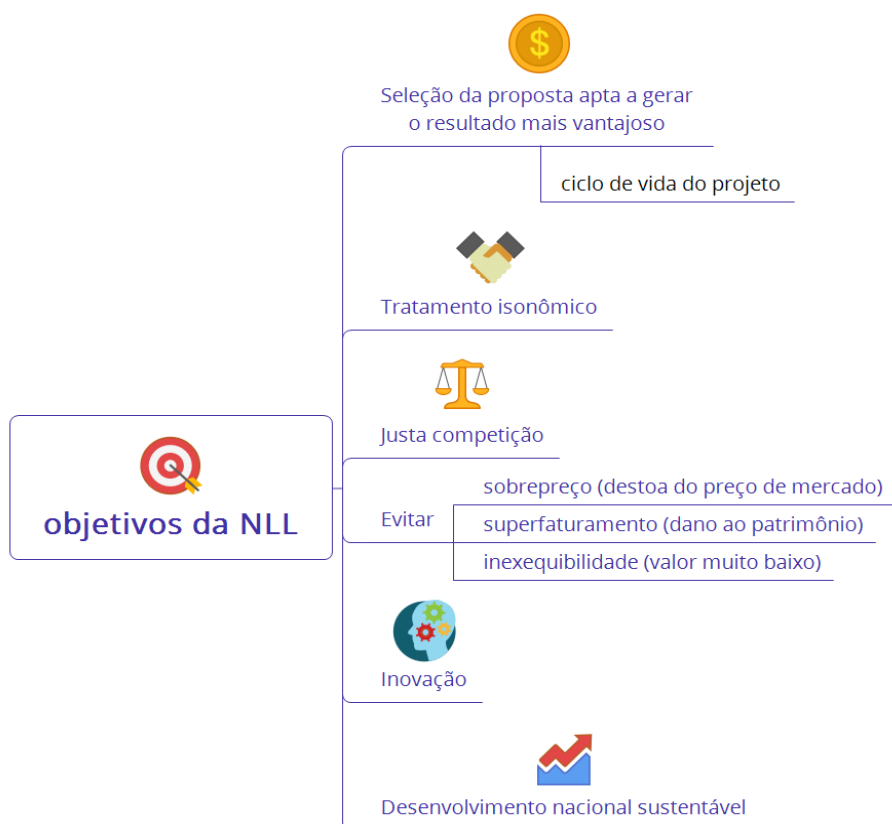 $
Seleção da proposta apta a gerar
o resultado mais vantajoso
ciclo de vida do projeto
Tratamento isonômico
Justa competição
objetivos da NLL
Evitar
sobrepreço (destoa do preço de mercado)
superfaturamento (dano ao patrimônio)
inexequibilidade (valor muito baixo)
Inovação
Desenvolvimento nacional sustentável